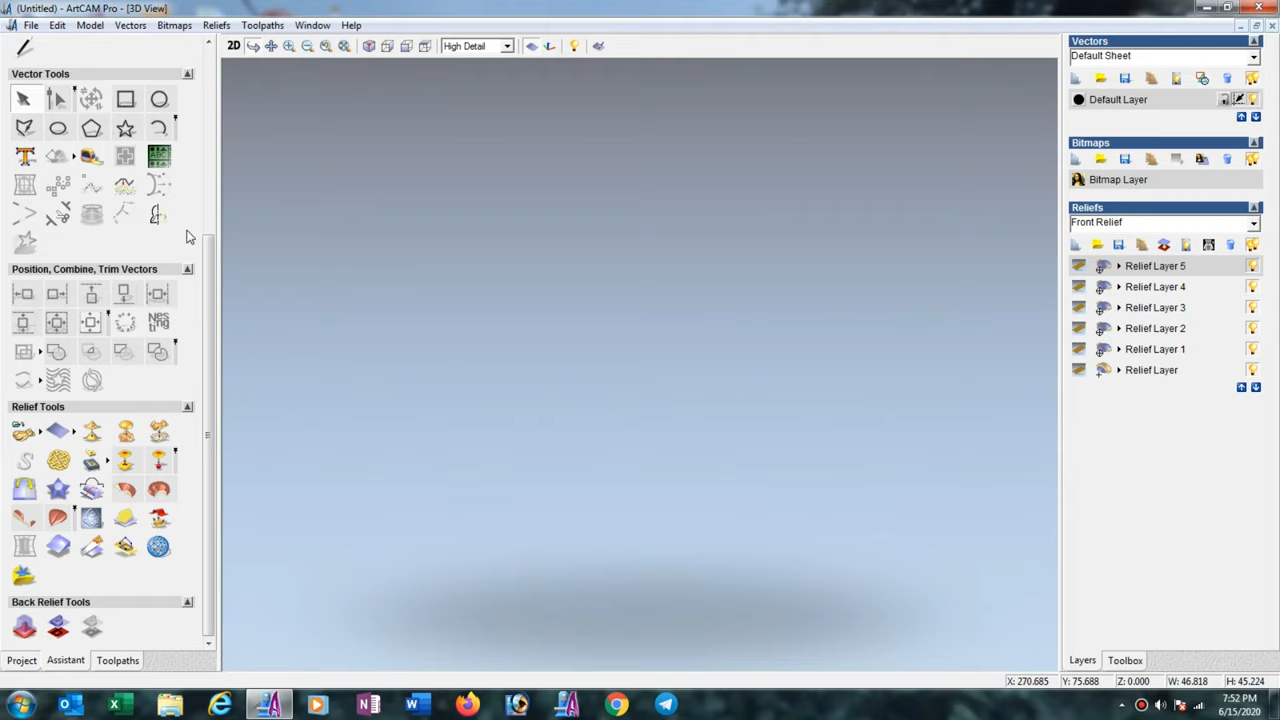 (Untitled) - ArtCAM Pro - [3D View]
File Edit Model Vectors Bitmaps Reliefs Toolpaths Window Help
2D High Detail
Vector Tools
Position, Combine, Trim Vectors
Relief Tools
Back Relief Tools
Project Assistant Toolpaths
Vectors
Default Sheet
Default Layer
Bitmaps
Bitmap Layer
Reliefs
Front Relief
Relief Layer 5
Relief Layer 4
Relief Layer 3
Relief Layer 2
Relief Layer 1
Relief Layer
Layers Toolbox
X: 270.685 Y: 75.688 Z: 0.000 W: 46.818 H: 45.224
7:52 PM
6/15/2020